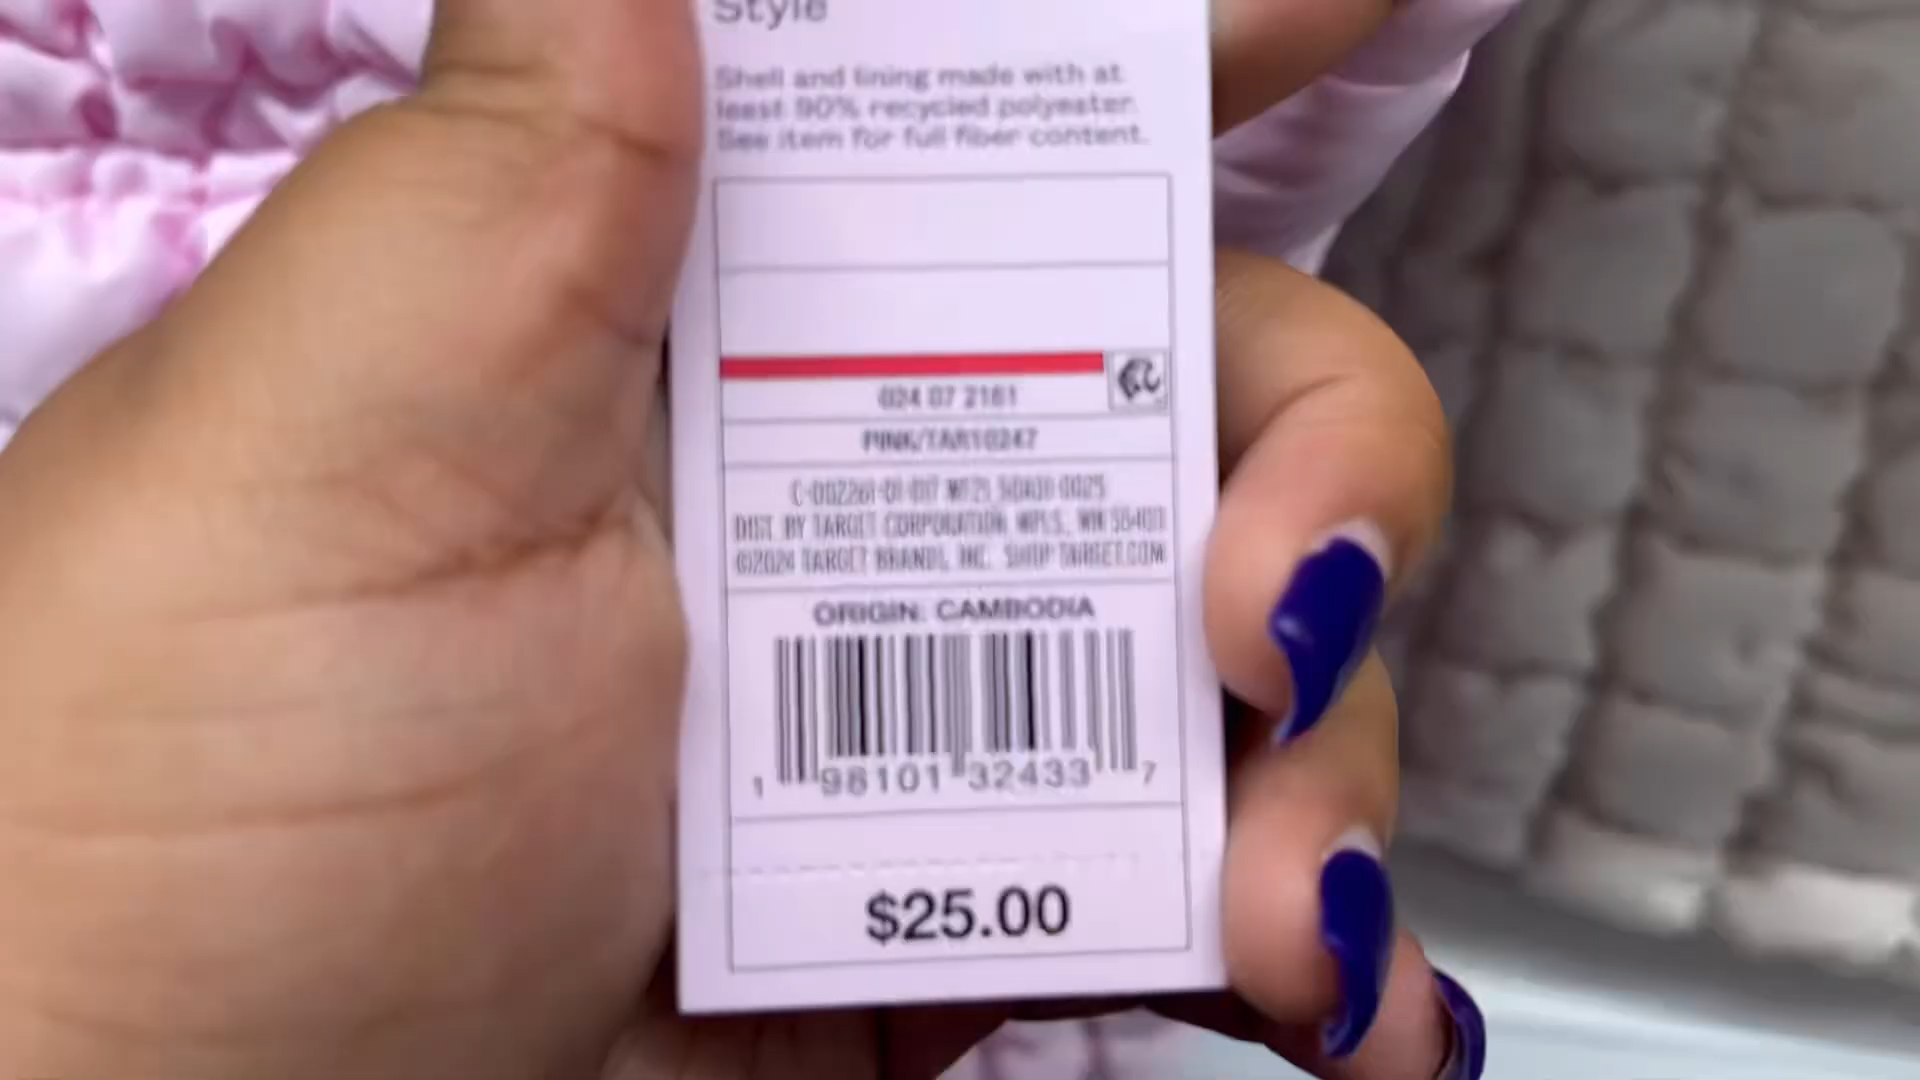 Style
Shell and lining made with at
least 90% recycled polyester.
See item for full fiber content.
024 07 2161
PINK/TAR10247
DIST. BY TARGET CORPORATION, MPLS., MN
©2024 TARGET BRANDS, INC. SHOP TARGET.COM
ORIGIN: CAMBODIA
1 98101 32433 7
$25.00